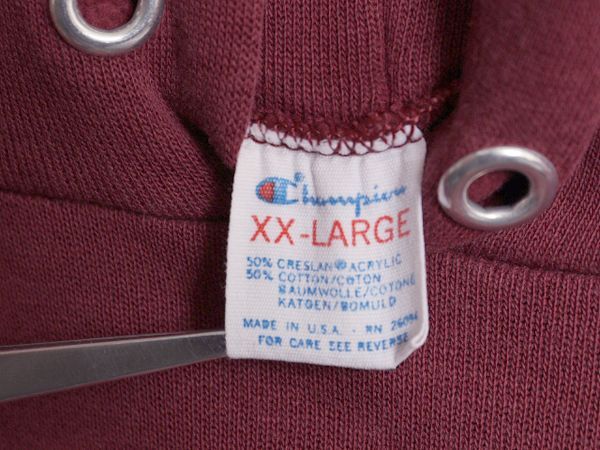 Champion
XX-LARGE
50% CRESLAN® ACRYLIC
50% COTTON/COTON
BAUMWOLLE/COTONE
KATOEN/BOMULD
MADE IN U.S.A. - RN 26094
FOR CARE SEE REVERSE